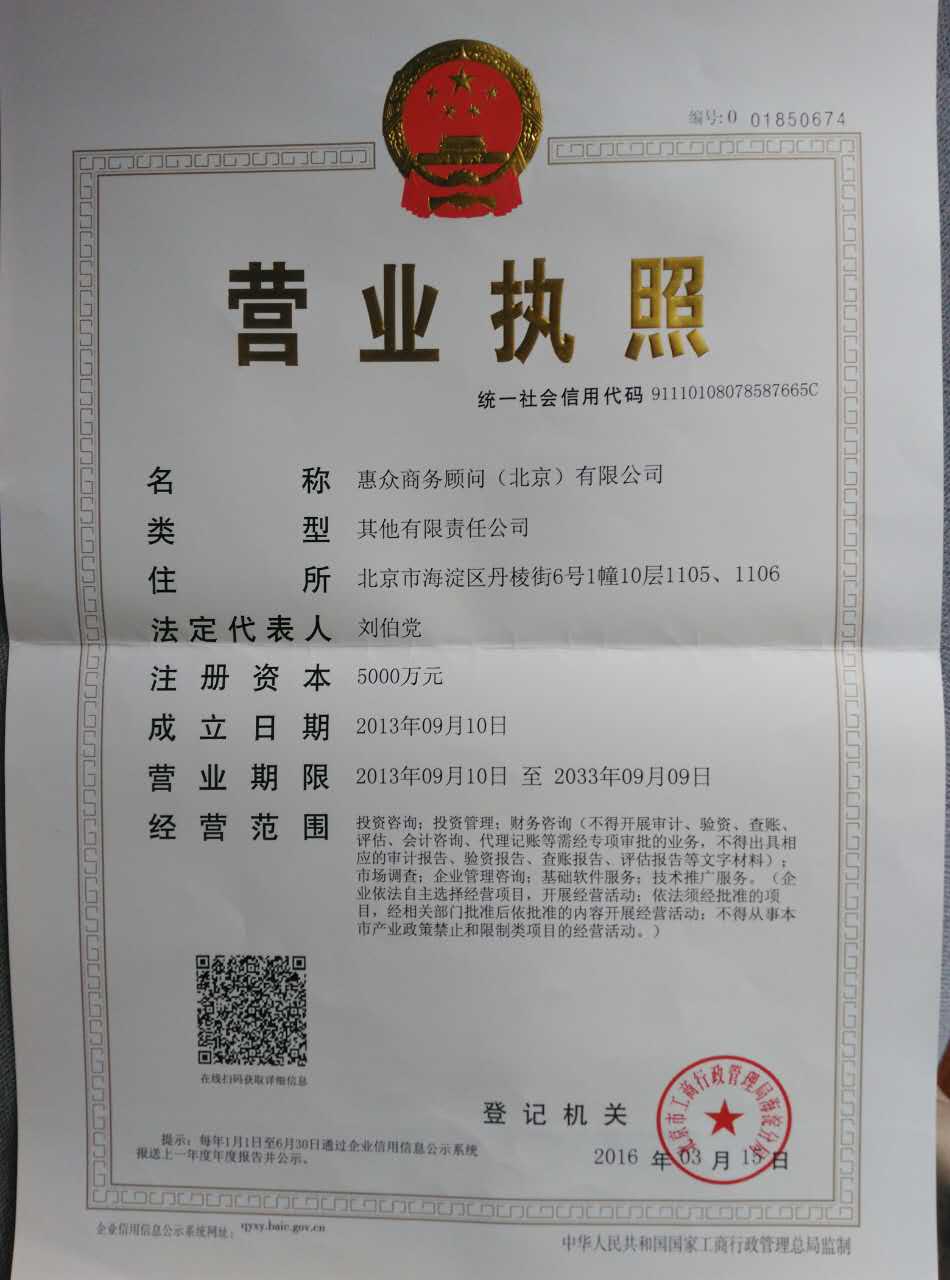 编号:0 01850674
营业执照
统一社会信用代码 91110108078587665C
名称 惠众商务顾问（北京）有限公司
类型 其他有限责任公司
住所 北京市海淀区丹棱街6号1幢10层1105、1106
法定代表人 刘伯党
注册资本 5000万元
成立日期 2013年09月10日
营业期限 2013年09月10日 至 2033年09月09日
经营范围 投资咨询；投资管理；财务咨询（不得开展审计、验资、查账、
评估、会计咨询、代理记账等需经专项审批的业务，不得出具相
应的审计报告、验资报告、查账报告、评估报告等文字材料）；
市场调查；企业管理咨询；基础软件服务；技术推广服务。（企
业依法自主选择经营项目，开展经营活动；依法须经批准的项
目，经相关部门批准后依批准的内容开展经营活动；不得从事本
市产业政策禁止和限制类项目的经营活动。）
在线扫码获取详细信息
登记机关
北京市工商行政管理局海淀分局
提示：每年1月1日至6月30日通过企业信用信息公示系统
报送上一年度年度报告并公示。
2016 年 03 月 15 日
企业信用信息公示系统网址：qyxy.baic.gov.cn
中华人民共和国国家工商行政管理总局监制